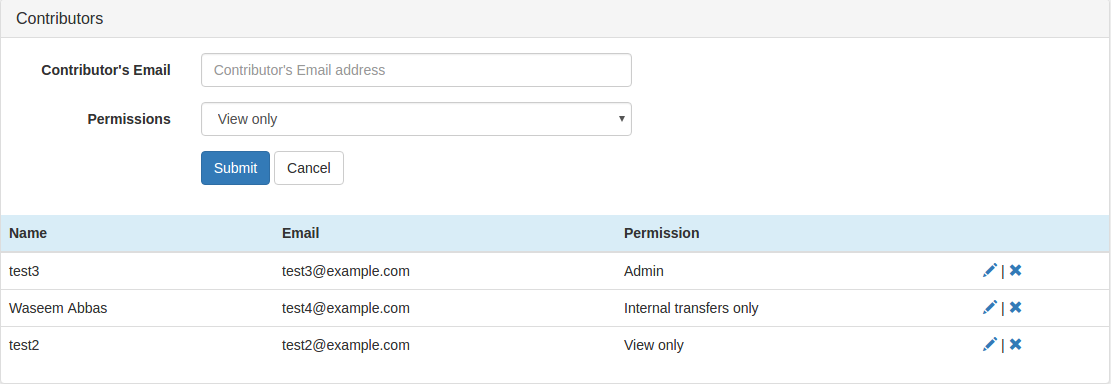 Contributors
Contributor's Email Contributor's Email address
Permissions View only
Submit Cancel
Name Email Permission
test3 test3@example.com Admin |
Waseem Abbas test4@example.com Internal transfers only |
test2 test2@example.com View only |